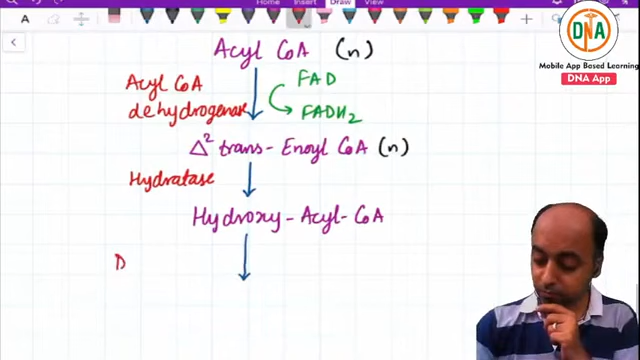 Home Insert Draw View
DNA
Mobile App Based Learning
DNA App
Acyl CoA (n)
Acyl CoA
dehydrogenase
FAD
FADH2
Δ2 trans - Enoyl CoA (n)
Hydratase
Hydroxy - Acyl - CoA
D